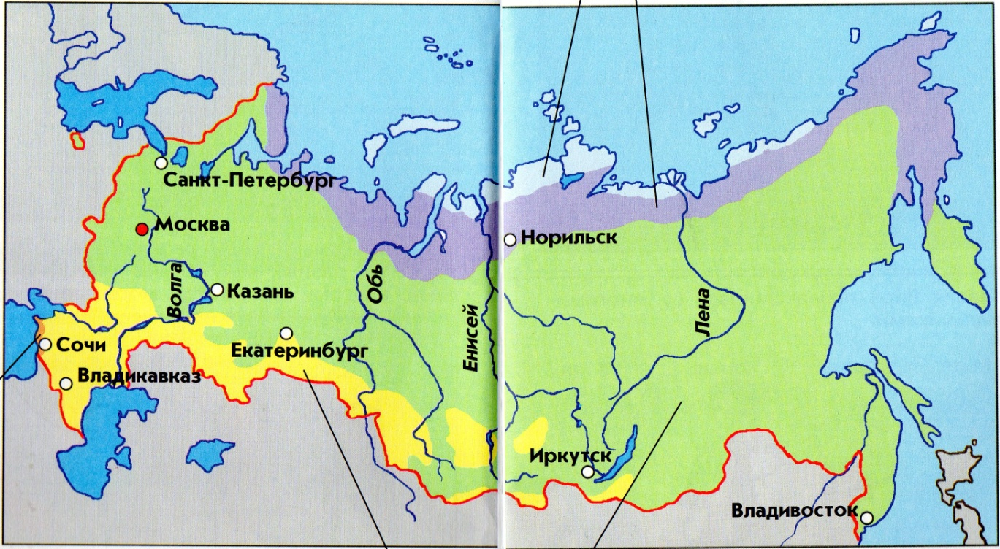 Санкт-Петербург
Москва
Норильск
Волга
Казань
Обь
Енисей
Лена
Сочи
Екатеринбург
Владикавказ
Иркутск
Владивосток